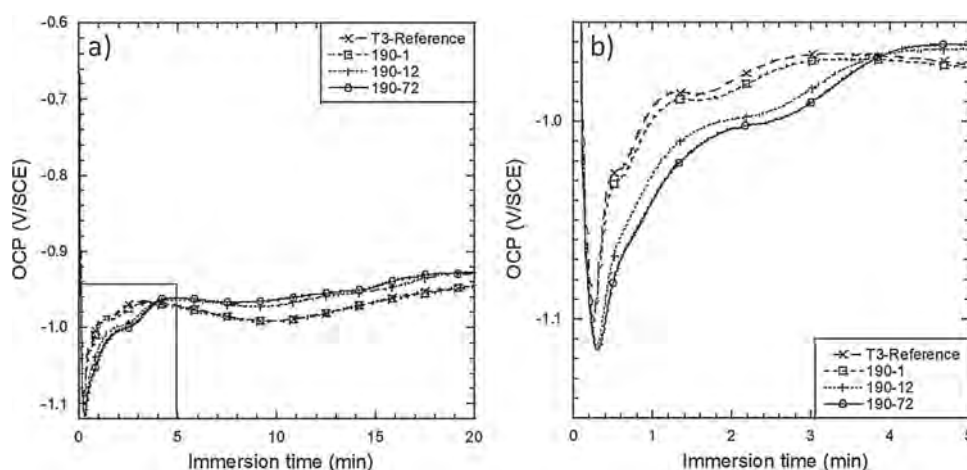 a)
T3-Reference
190-1
190-12
190-72
-0.6
-0.7
-0.8
-0.9
-1.0
-1.1
OCP (V/SCE)
0 5 10 15 20
Immersion time (min)
b)
-1.0
-1.1
OCP (V/SCE)
T3-Reference
190-1
190-12
190-72
0 1 2 3 4 5
Immersion time (min)